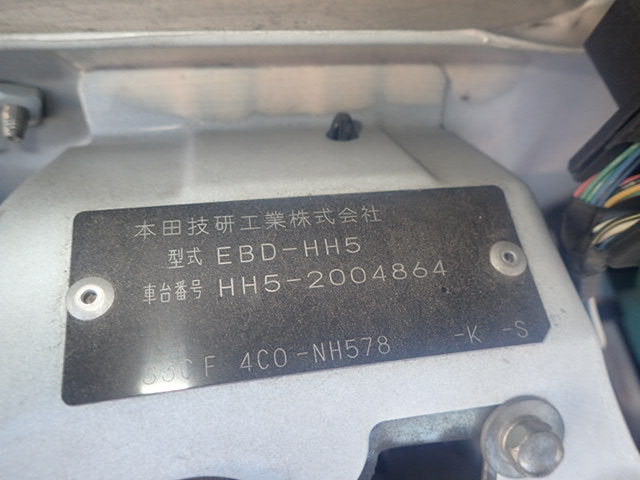 本田技研工業株式会社
型式 EBD-HH5
車台番号 HH5-2004864
4C0-NH578 -K -S